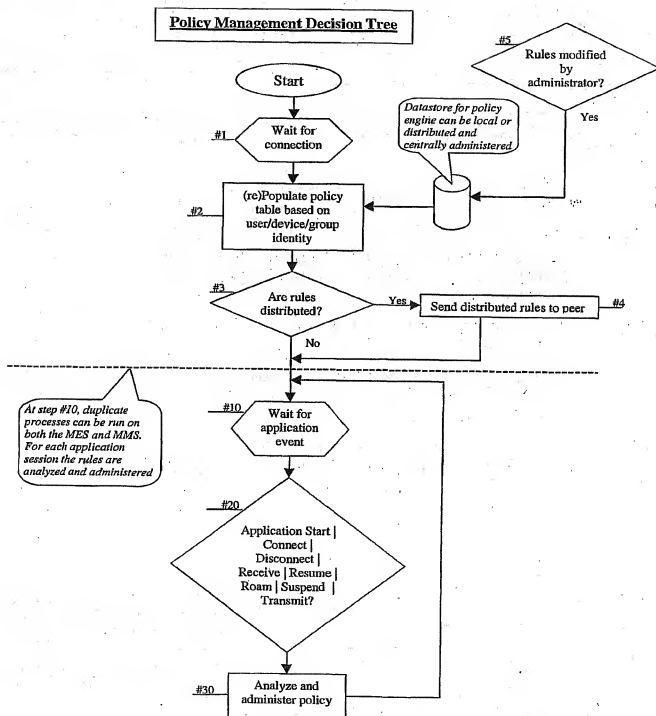 Policy Management Decision Tree
#5
Rules modified
by
administrator?
Yes
Start
Datastore for policy
engine can be local or
distributed and
centrally administered
#1
Wait for
connection
#2
(re)Populate policy
table based on
user/device/group
identity
#3
Are rules
distributed?
Yes
Send distributed rules to peer
#4
No
At step #10, duplicate
processes can be run on
both the MES and MMS.
For each application
session the rules are
analyzed and administered
#10
Wait for
application
event
#20
Application Start |
Connect |
Disconnect |
Receive | Resume |
Roam | Suspend |
Transmit?
#30
Analyze and
administer policy